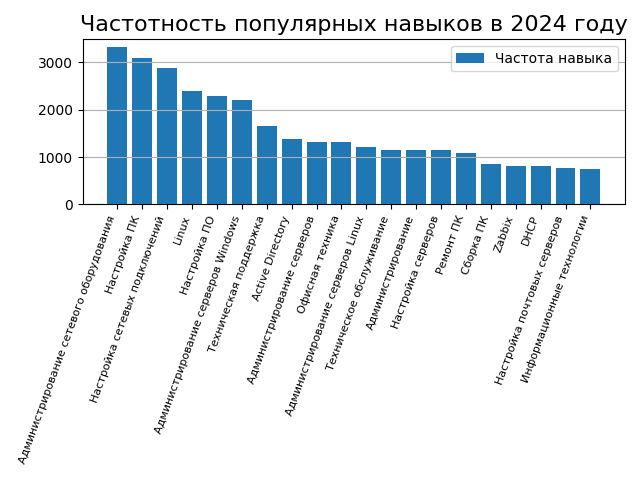 Частотность популярных навыков в 2024 году
Частота навыка
3000
2000
1000
0
Администрирование сетевого оборудования
Настройка ПК
Настройка сетевых подключений
Linux
Настройка ПО
Администрирование серверов Windows
Техническая поддержка
Active Directory
Администрирование серверов
Офисная техника
Администрирование серверов Linux
Техническое обслуживание
Администрирование
Настройка серверов
Ремонт ПК
Сборка ПК
Zabbix
DHCP
Настройка почтовых серверов
Информационные технологии